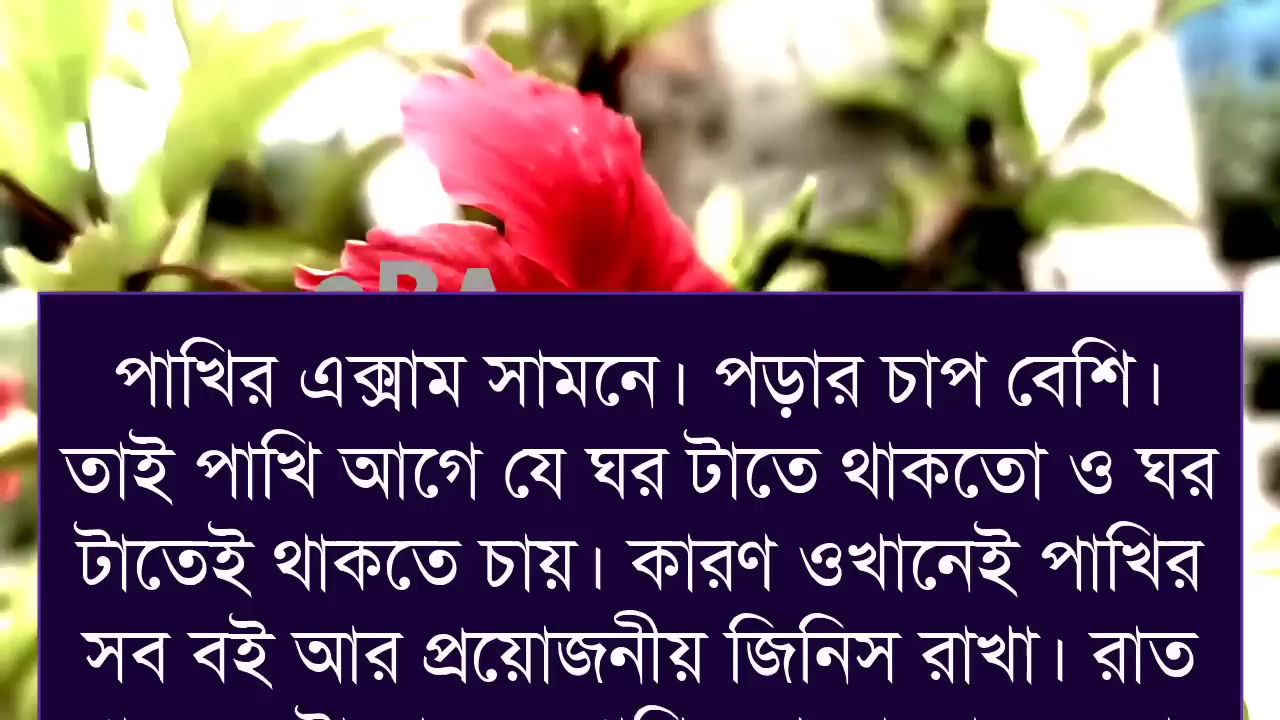 পাখির এক্সাম সামনে। পড়ার চাপ বেশি।
তাই পাখি আগে যে ঘর টাতে থাকতো ও ঘর
টাতেই থাকতে চায়। কারণ ওখানেই পাখির
সব বই আর প্রয়োজনীয় জিনিস রাখা। রাত